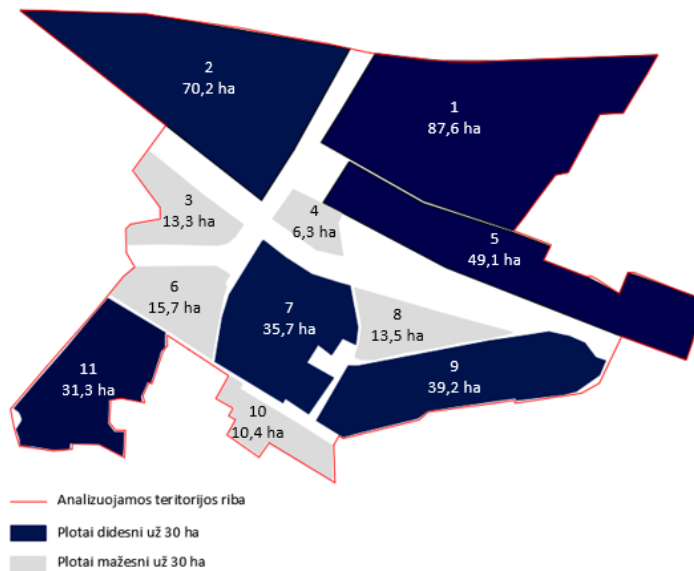 2
70,2 ha
1
87,6 ha
3
13,3 ha
4
6,3 ha
5
49,1 ha
6
15,7 ha
7
35,7 ha
8
13,5 ha
9
39,2 ha
11
31,3 ha
10
10,4 ha
Analizuojamos teritorijos riba
Plotai didesni už 30 ha
Plotai mažesni už 30 ha